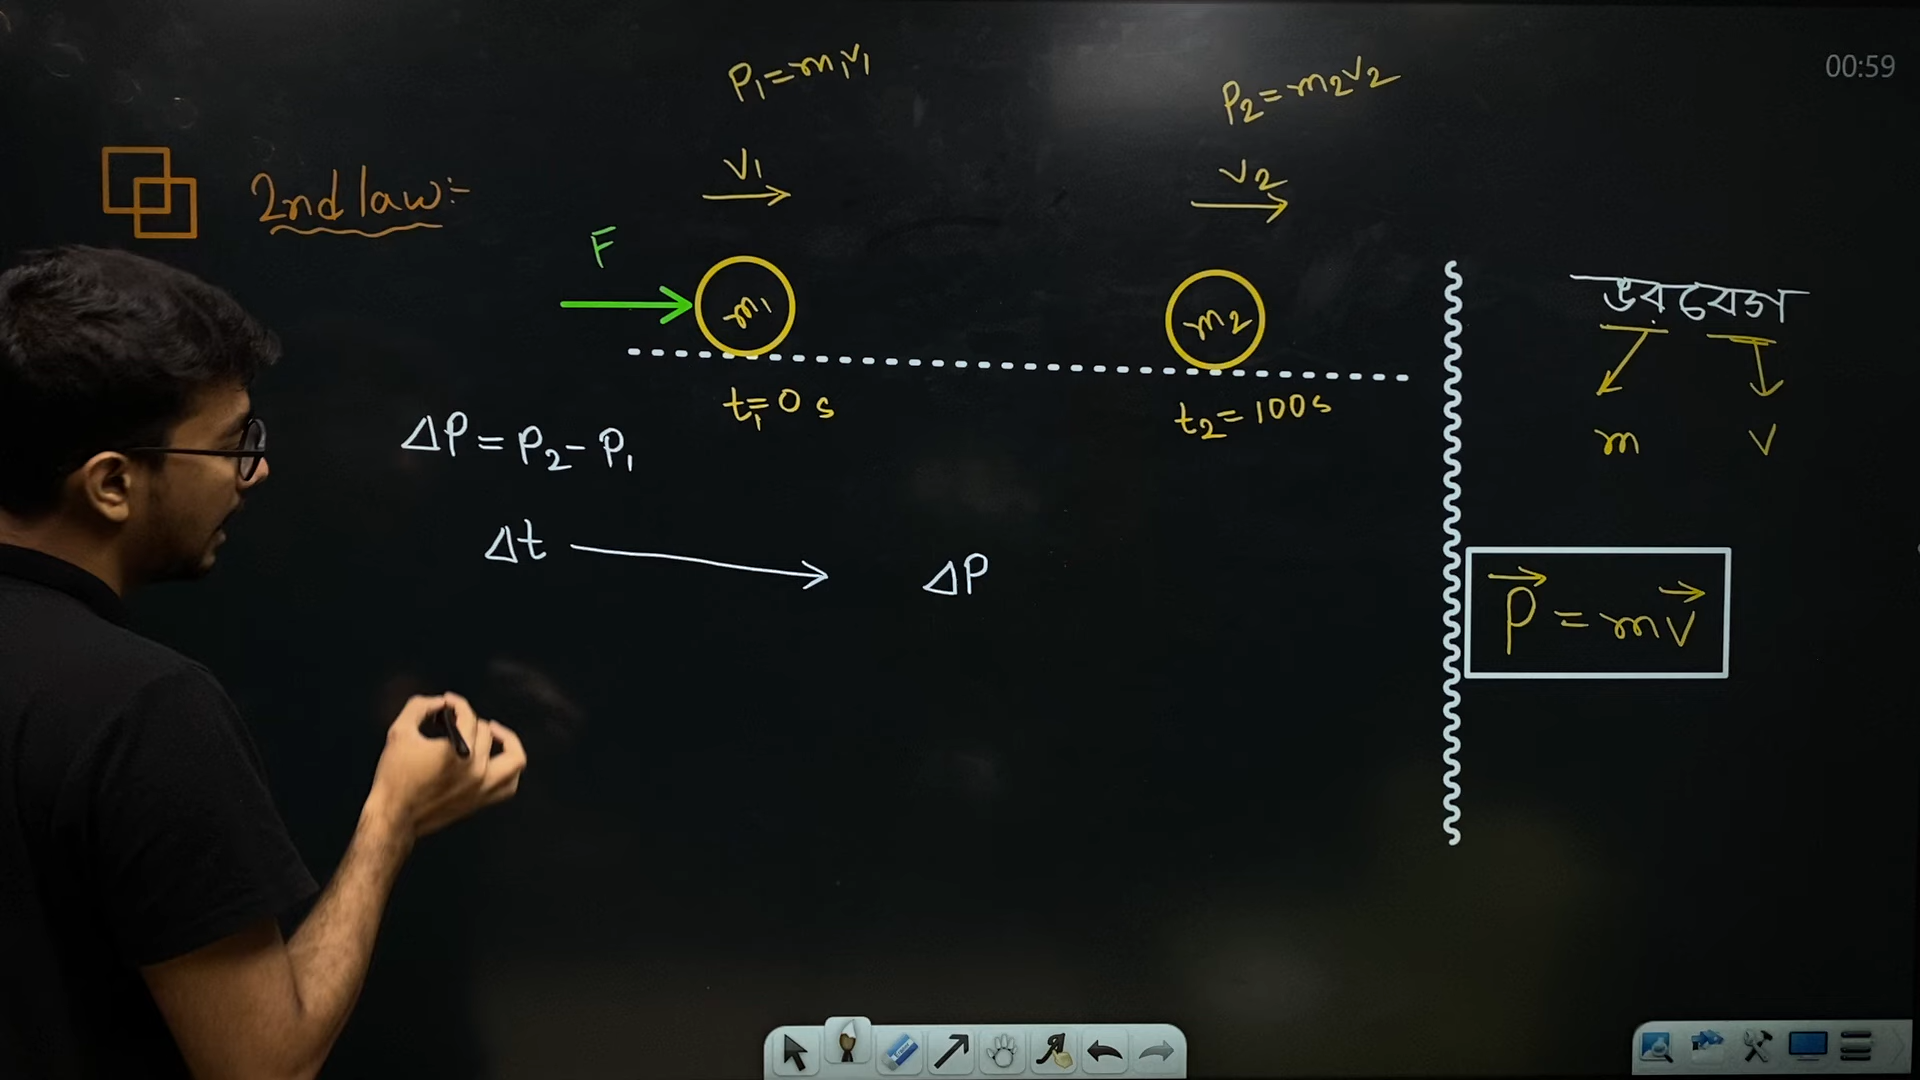 00:59
P₁=m₁v₁
P₂=m₂v₂
2nd law:-
V₁
V₂
F
m₁
m₂
t₁=0 s
t₂=100s
ভরবেগ
m
V
ΔP=P₂-P₁
Δt → ΔP
P⃗ = mv⃗